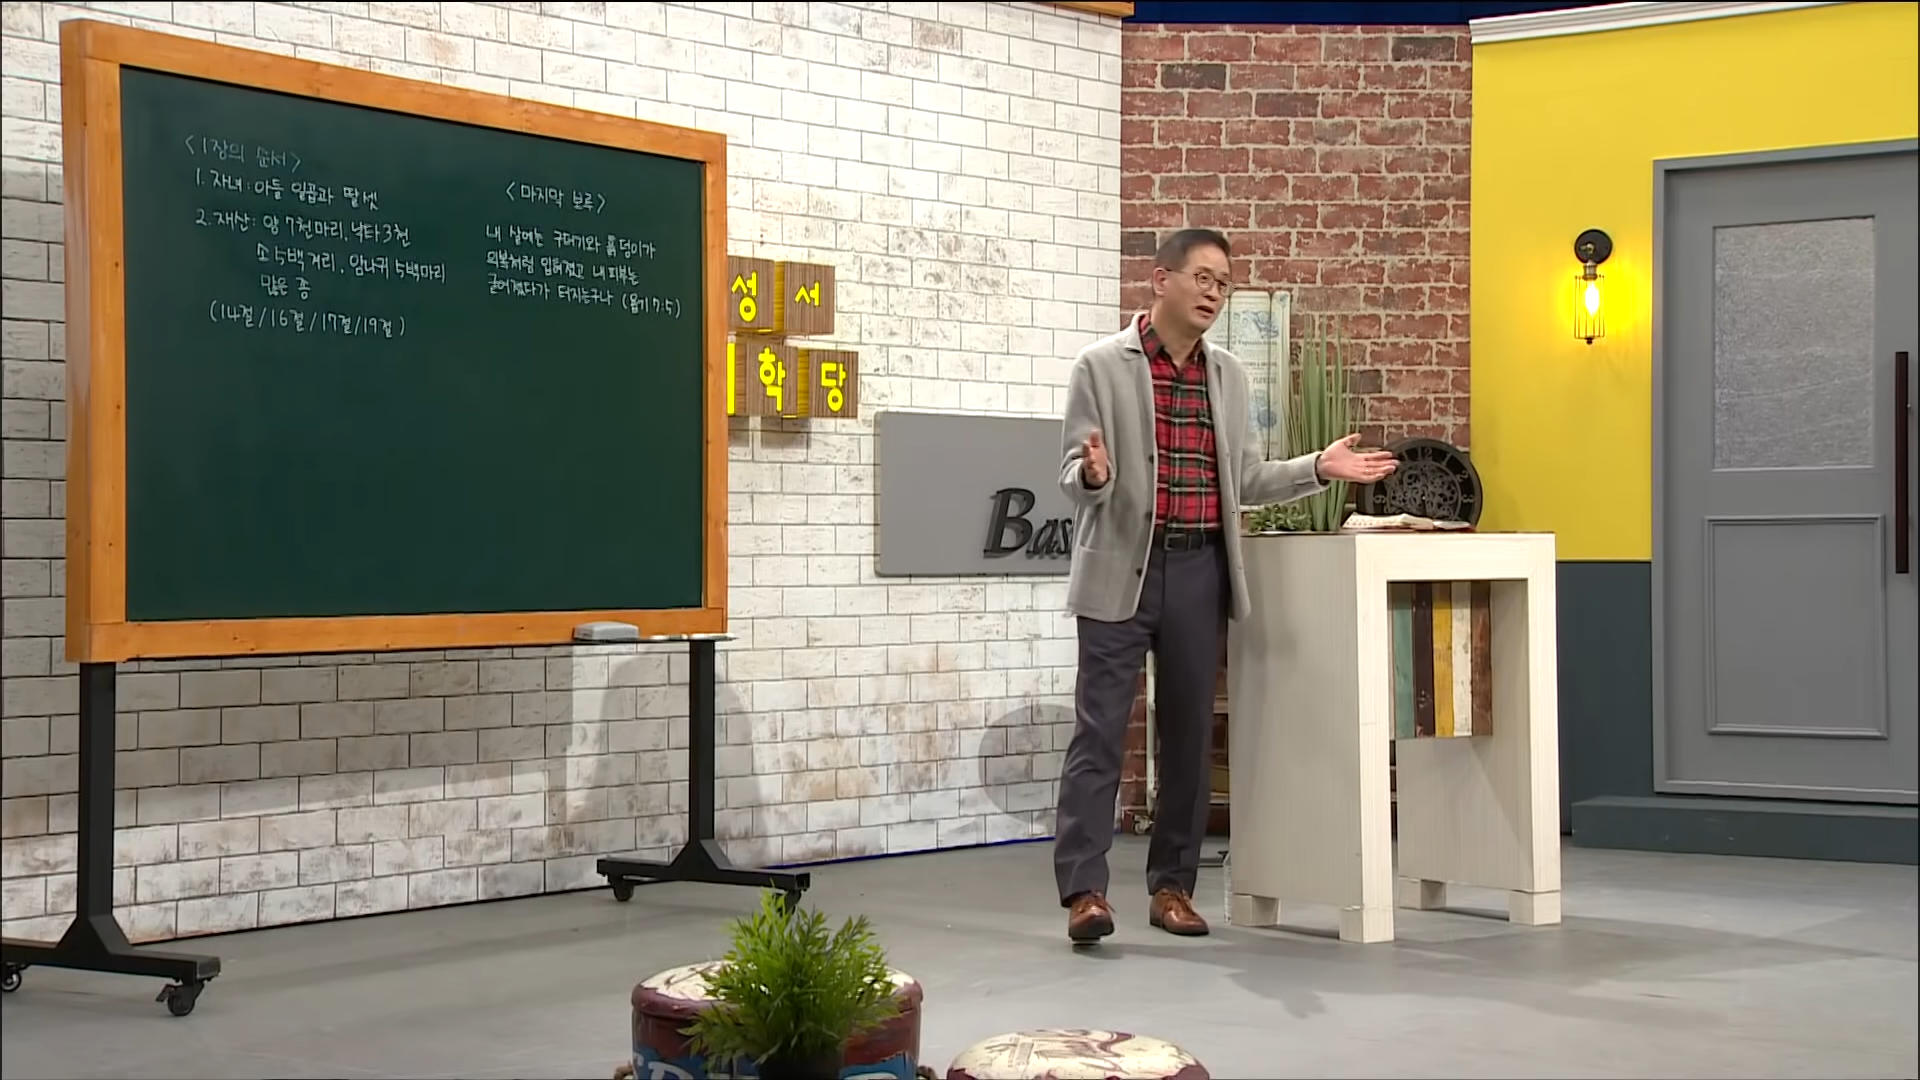 <1장의 순서>
1. 자녀: 아들 일곱과 딸 셋
2. 재산: 양 7천마리, 낙타 3천
소 5백 겨리, 암나귀 5백마리
많은 종
(14절/16절/17절/19절)
<마지막 보루>
내 살에는 구더기와 흙덩이가
의복처럼 입혀졌고 내 피부는
굳어졌다가 터지는구나 (욥기 7:5)
성서
학당
Bas